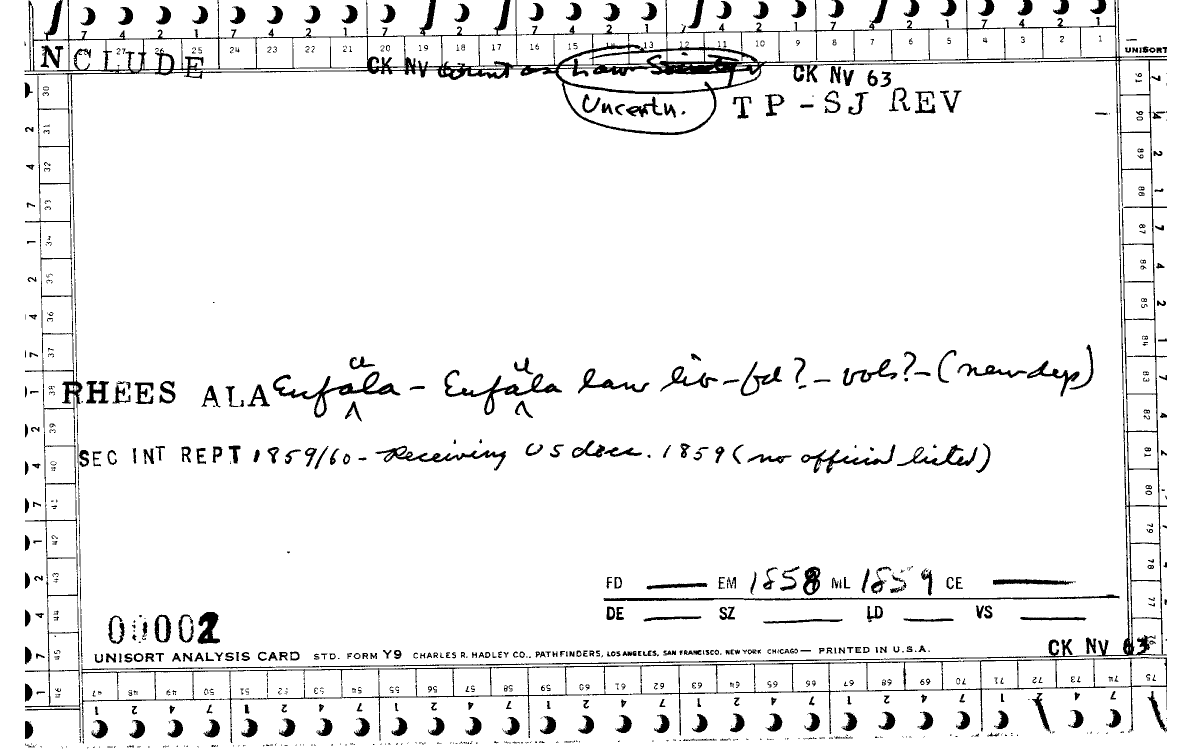 7 4 2 1 7 4 2 1 7 4 2 1 7 4 2 1 7 4 2 1 7 4 2 1 7 4 2 1
27 26 25 24 23 22 21 20 19 18 17 16 15 14 13 12 11 10 9 8 7 6 5 4 3 2 1 UNISORT
NCLUDE CK NV count as Law Society CK NV 63
Uncertn. TP-SJ REV
u u
RHEES ALA Eufala - Eufala law lib - fd? - vols? - (new dep)
SEC INT REPT 1859/60 - Receiving US docs. 1859 (no official listed)
FD — EM 1858 ML 1859 CE —
DE — SZ — LD — VS —
00002
UNISORT ANALYSIS CARD STD. FORM Y9 CHARLES R. HADLEY CO., PATHFINDERS, LOS ANGELES, SAN FRANCISCO, NEW YORK CHICAGO — PRINTED IN U.S.A.
CK NV 63
30 31 32 33 34 35 36 37 38 39 40 41 42 43 44 45 46
91 90 89 88 87 86 85 84 83 82 81 80 79 78 77 76 75
47 48 49 50 51 52 53 54 55 56 57 58 59 60 61 62 63 64 65 66 67 68 69 70 71 72 73 74
1 2 4 7 1 2 4 7 1 2 4 7 1 2 4 7 1 2 4 7 1 2 4 7 1 2 4 7